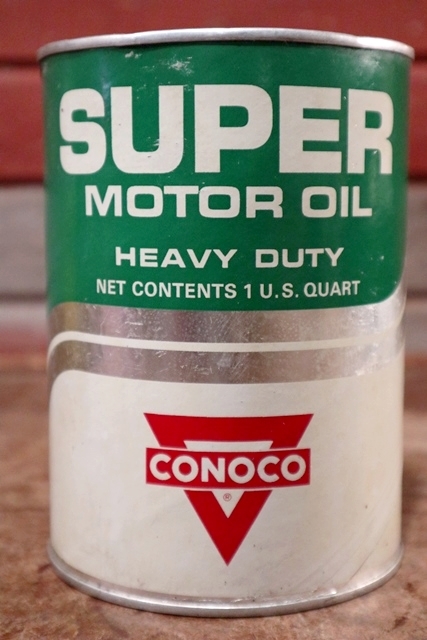 SUPER
MOTOR OIL
HEAVY DUTY
NET CONTENTS 1 U.S. QUART
CONOCO
®